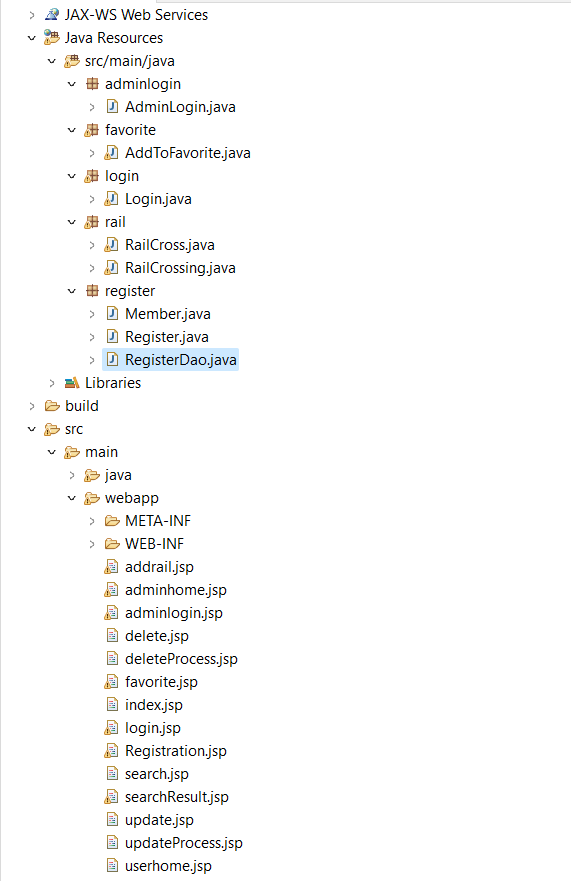 JAX-WS Web Services
Java Resources
src/main/java
adminlogin
AdminLogin.java
favorite
AddToFavorite.java
login
Login.java
rail
RailCross.java
RailCrossing.java
register
Member.java
Register.java
RegisterDao.java
Libraries
build
src
main
java
webapp
META-INF
WEB-INF
addrail.jsp
adminhome.jsp
adminlogin.jsp
delete.jsp
deleteProcess.jsp
favorite.jsp
index.jsp
login.jsp
Registration.jsp
search.jsp
searchResult.jsp
update.jsp
updateProcess.jsp
userhome.jsp